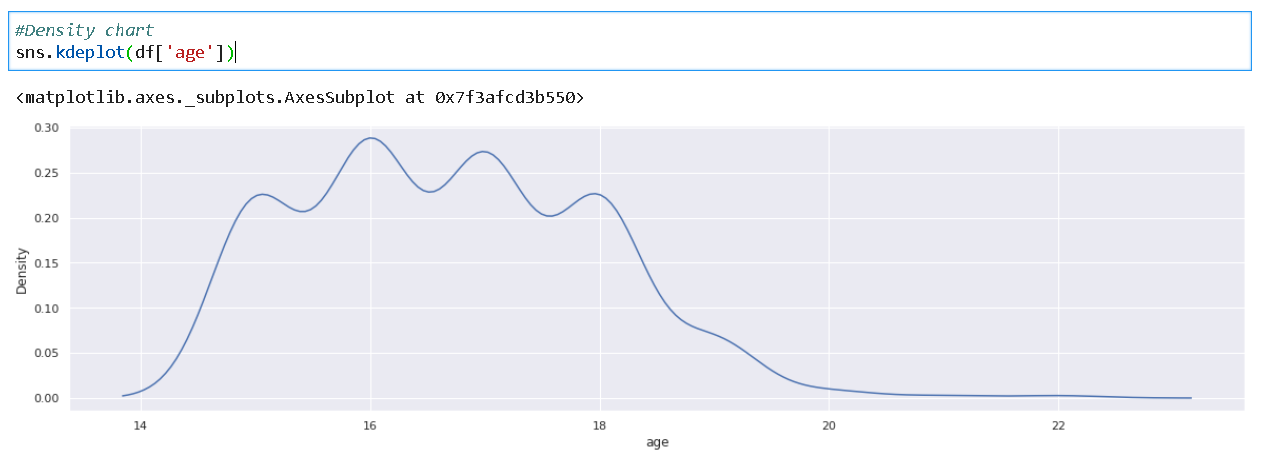 #Density chart
sns.kdeplot(df['age'])
<matplotlib.axes._subplots.AxesSubplot at 0x7f3afcd3b550>
0.30
0.25
0.20
0.15
0.10
0.05
0.00
Density
14 16 18 20 22
age